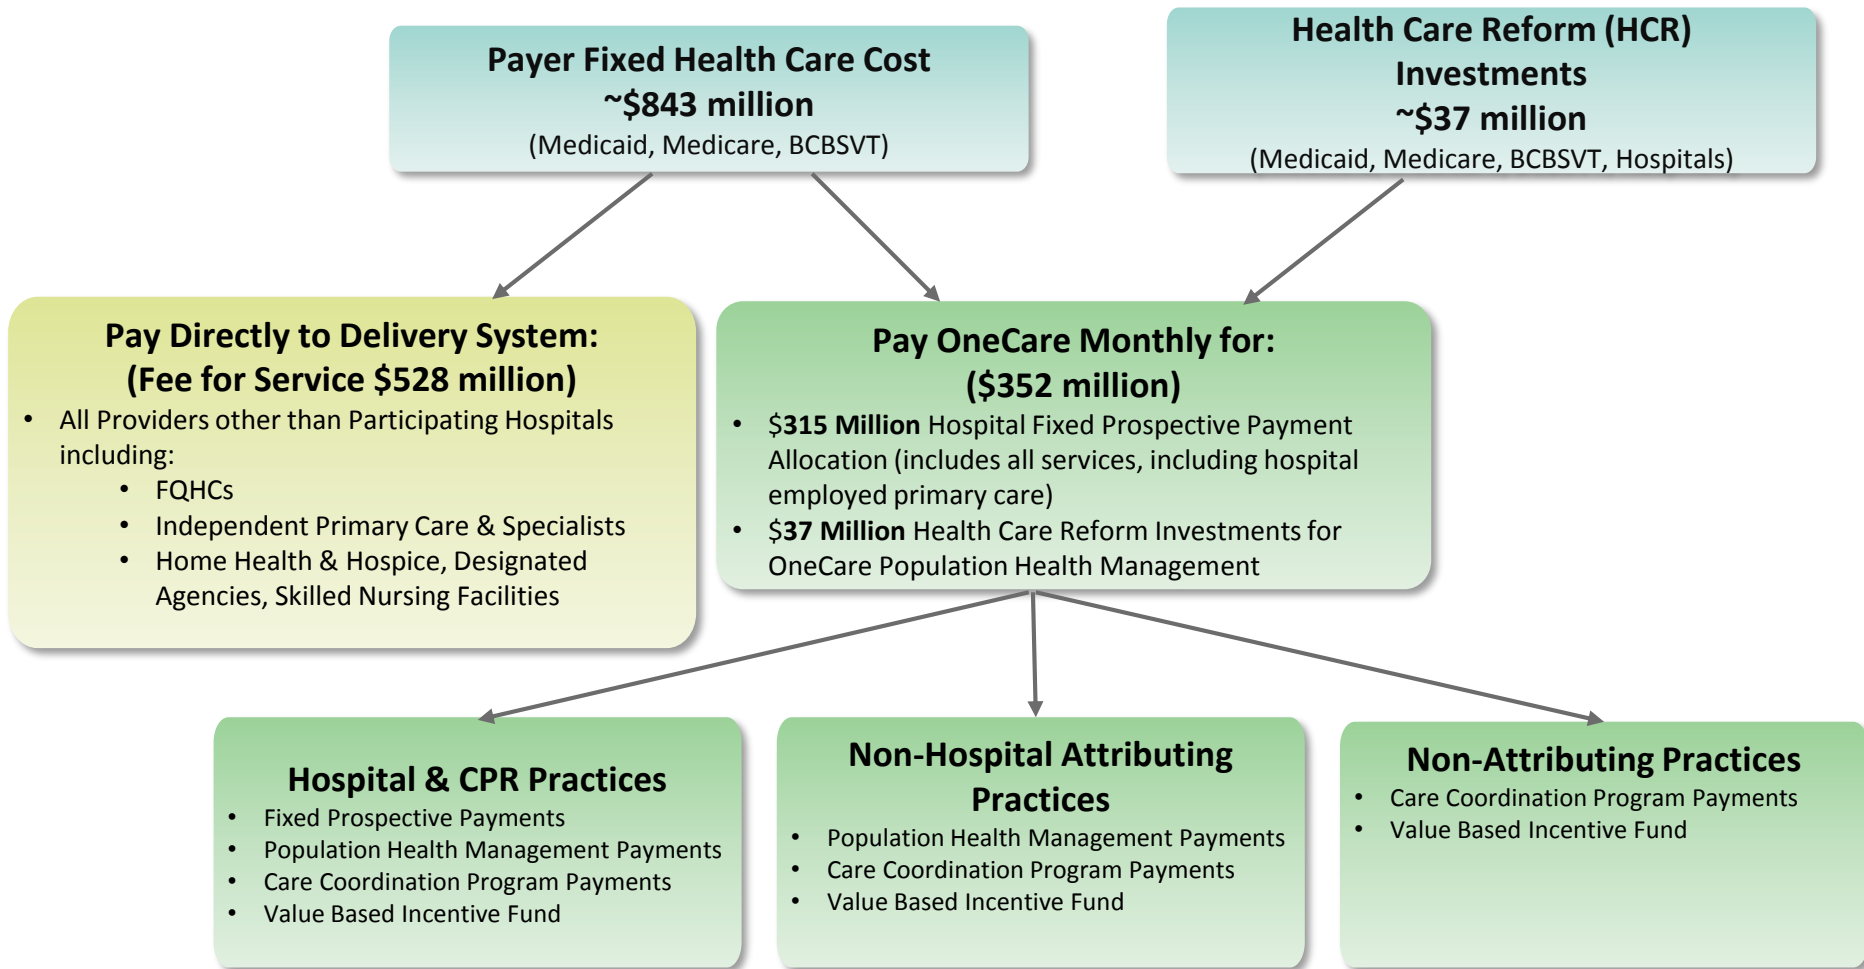 Payer Fixed Health Care Cost
~$843 million
(Medicaid, Medicare, BCBSVT)
Health Care Reform (HCR)
Investments
~$37 million
(Medicaid, Medicare, BCBSVT, Hospitals)
Pay Directly to Delivery System:
(Fee for Service $528 million)
• All Providers other than Participating Hospitals
including:
• FQHCs
• Independent Primary Care & Specialists
• Home Health & Hospice, Designated
Agencies, Skilled Nursing Facilities
Pay OneCare Monthly for:
($352 million)
• $315 Million Hospital Fixed Prospective Payment
Allocation (includes all services, including hospital
employed primary care)
• $37 Million Health Care Reform Investments for
OneCare Population Health Management
Hospital & CPR Practices
• Fixed Prospective Payments
• Population Health Management Payments
• Care Coordination Program Payments
• Value Based Incentive Fund
Non-Hospital Attributing
Practices
• Population Health Management Payments
• Care Coordination Program Payments
• Value Based Incentive Fund
Non-Attributing Practices
• Care Coordination Program Payments
• Value Based Incentive Fund